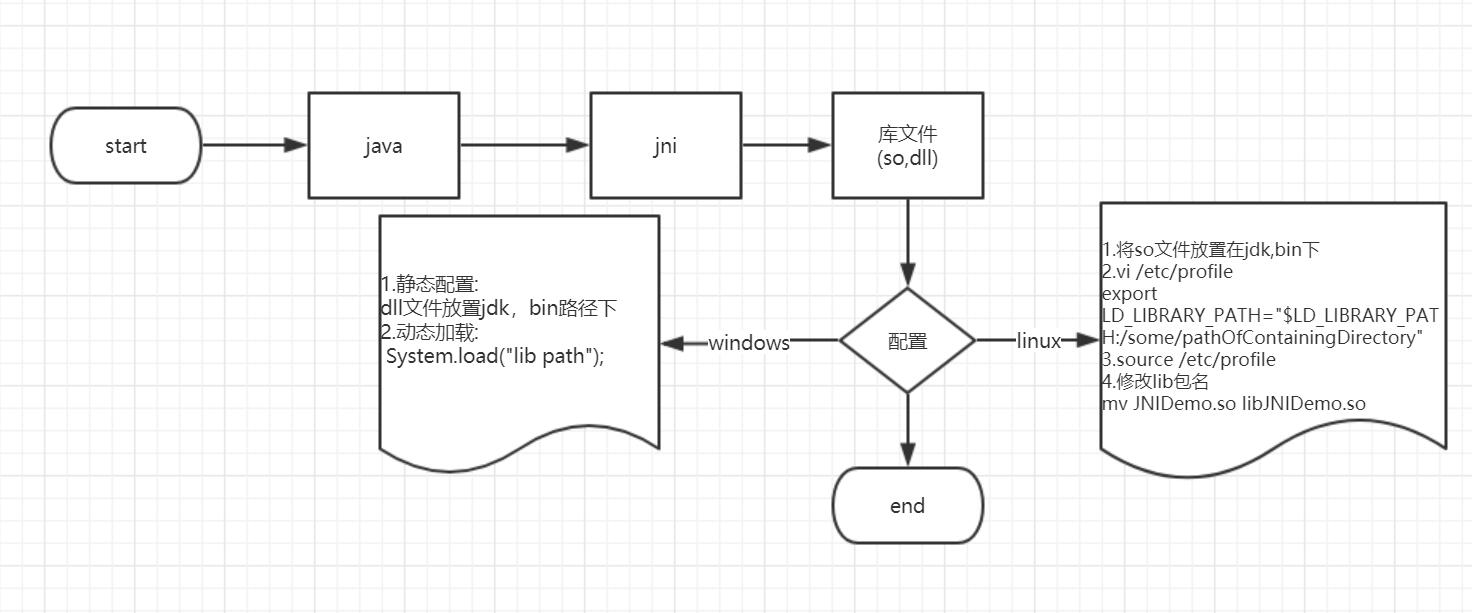 start
java
jni
库文件
(so,dll)
1.静态配置:
dll文件放置jdk，bin路径下
2.动态加载:
System.load("lib path");
windows
配置
linux
1.将so文件放置在jdk,bin下
2.vi /etc/profile
export
LD_LIBRARY_PATH="$LD_LIBRARY_PAT
H:/some/pathOfContainingDirectory"
3.source /etc/profile
4.修改lib包名
mv JNIDemo.so libJNIDemo.so
end